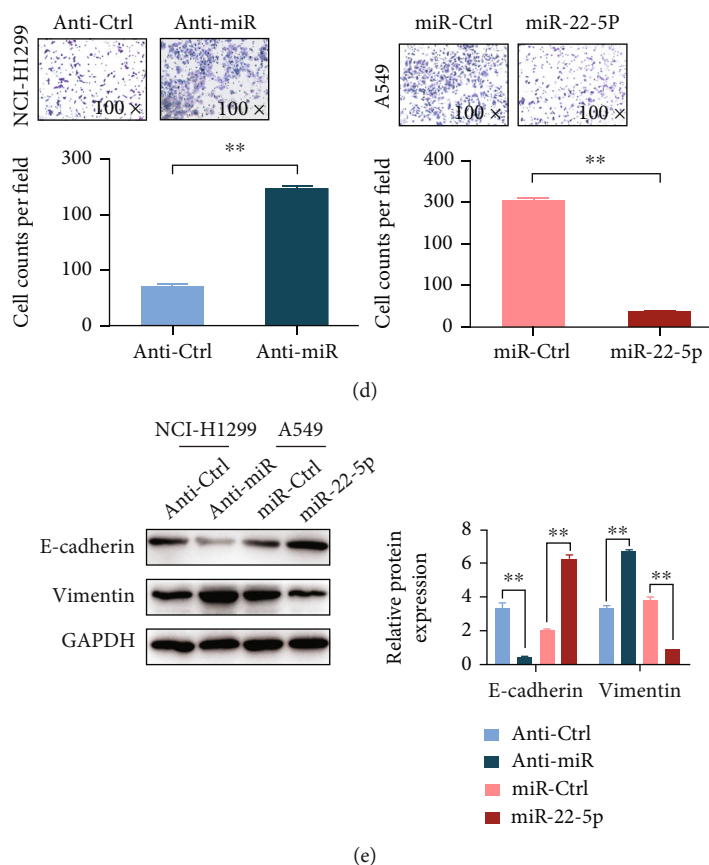 Anti-Ctrl Anti-miR
NCI-H1299
100 × 100 ×
miR-Ctrl miR-22-5P
A549
100 × 100 ×
Cell counts per field
300
100
100
0
**
Anti-Ctrl Anti-miR
Cell counts per field
400
300
100
100
0
**
miR-Ctrl miR-22-5p
(d)
NCI-H1299 A549
Anti-Ctrl Anti-miR miR-Ctrl miR-22-5p
E-cadherin
Vimentin
GAPDH
Relative protein
expression
8
6
4
2
0
** ** ** **
E-cadherin Vimentin
Anti-Ctrl
Anti-miR
miR-Ctrl
miR-22-5p
(e)